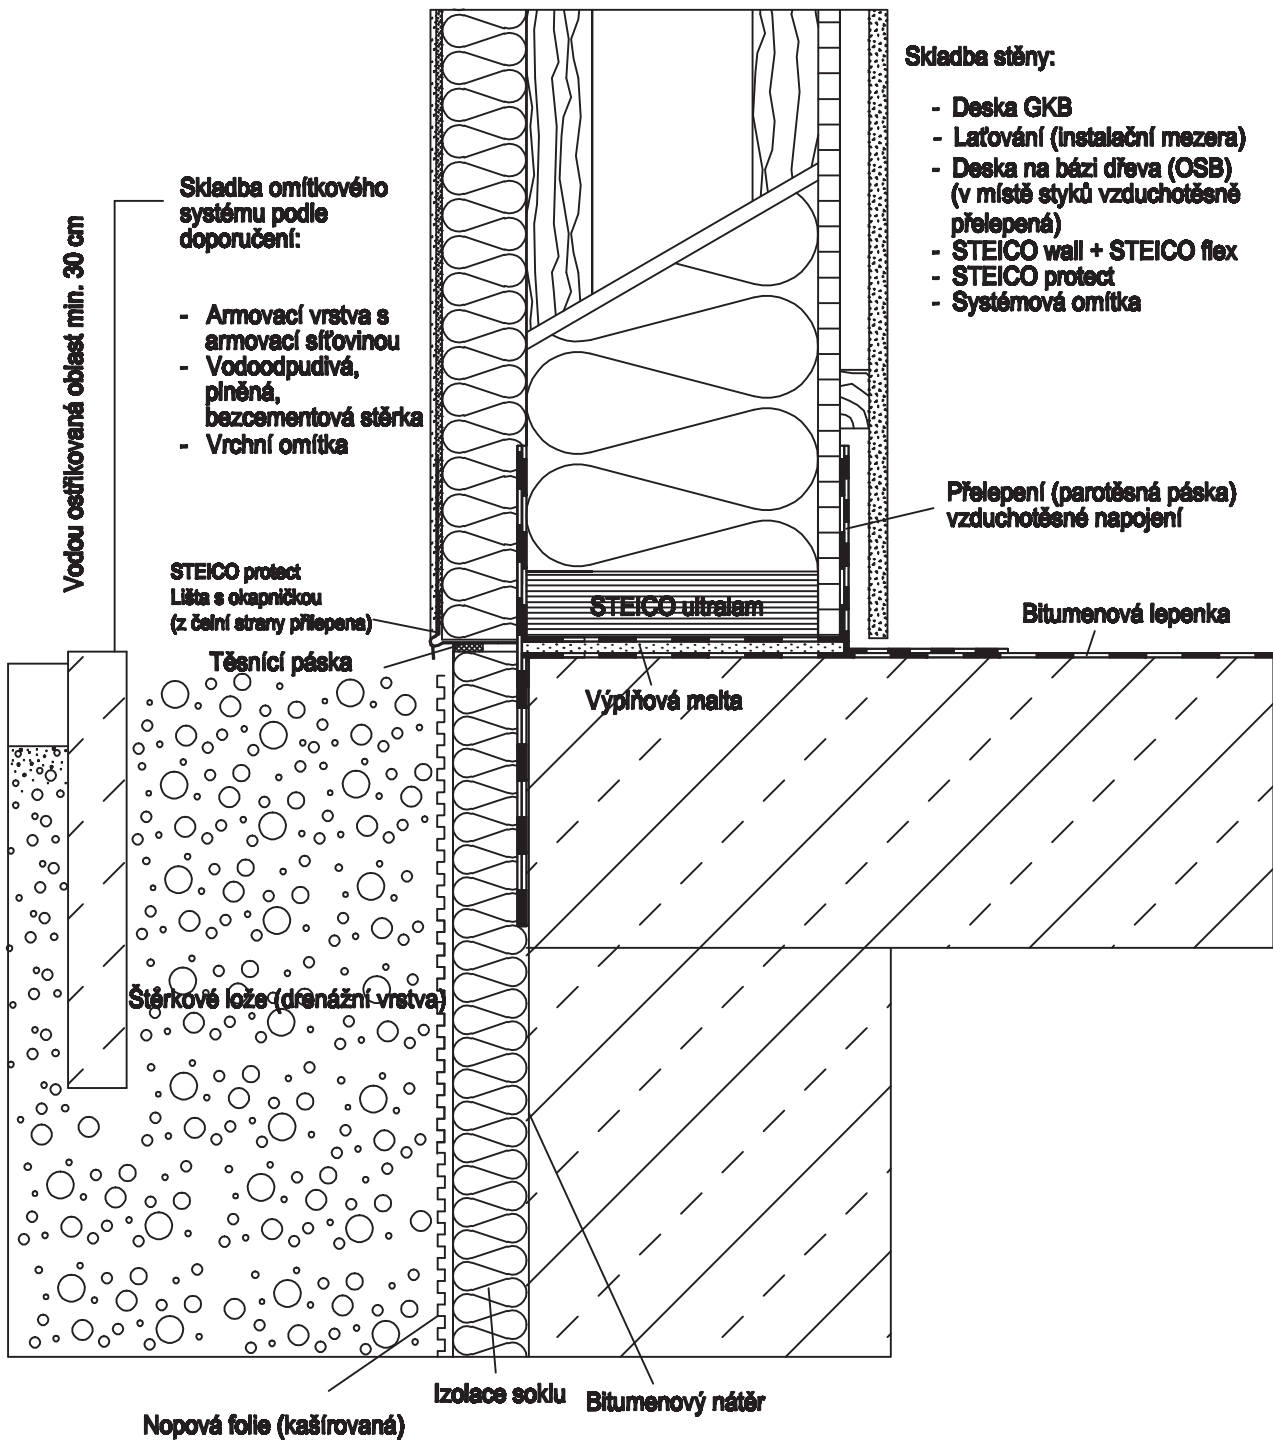 Skladba stěny:
- Deska GKB
- Laťování (instalační mezera)
- Deska na bázi dřeva (OSB)
(v místě styků vzduchotěsně
přelepená)
- STEICO wall + STEICO flex
- STEICO protect
- Systémová omítka
Skladba omítkového
systému podle
doporučení:
- Armovací vrstva s
armovací síťovinou
- Vodoodpudivá,
plněná,
bezcementová stěrka
- Vrchní omítka
Vodou ostřikovaná oblast min. 30 cm
Přelepení (parotěsná páska)
vzduchotěsné napojení
STEICO protect
Lišta s okapničkou
(z čelní strany přilepena)
STEICO ultralam
Bitumenová lepenka
Těsnící páska
Výplňová malta
Štěrkové lože (drenážní vrstva)
Izolace soklu
Bitumenový nátěr
Nopová folie (kašírovaná)